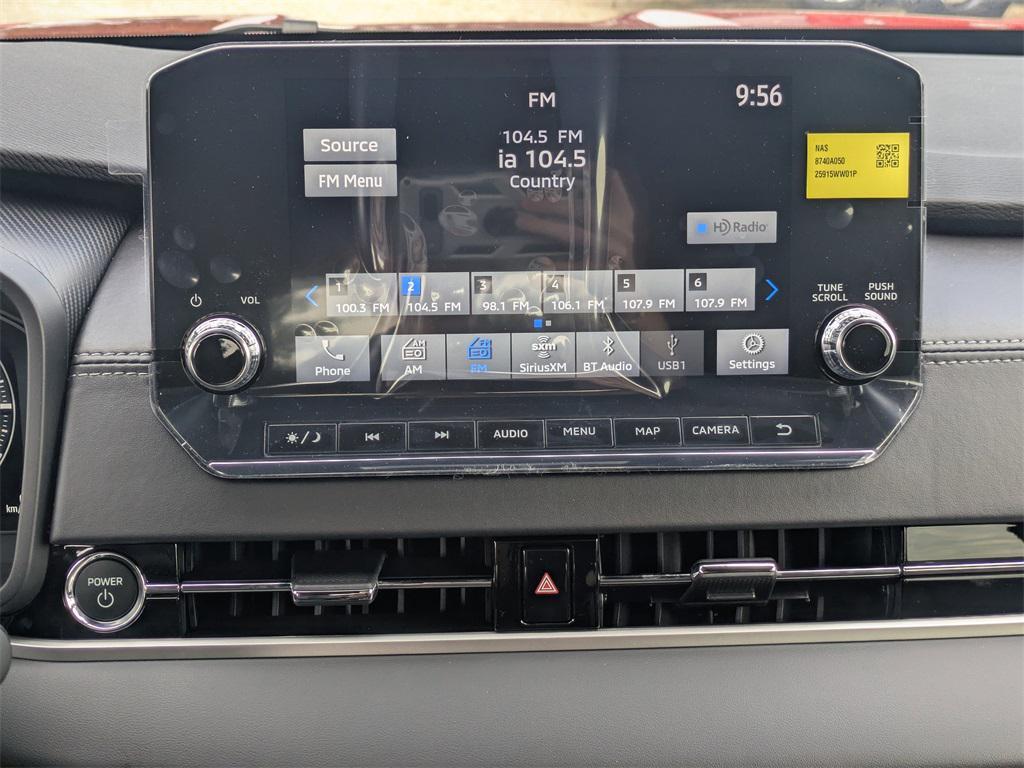 FM
9:56
Source
FM Menu
104.5 FM
ia 104.5
Country
NAS
8740A050
25915WW01P
HD Radio
VOL
TUNE
SCROLL
PUSH
SOUND
1
100.3 FM
2
104.5 FM
3
98.1 FM
4
106.1 FM
5
107.9 FM
6
107.9 FM
Phone
AM
AM
FM
FM
sxm
SiriusXM
BT Audio
USB1
Settings
AUDIO
MENU
MAP
CAMERA
km/
POWER